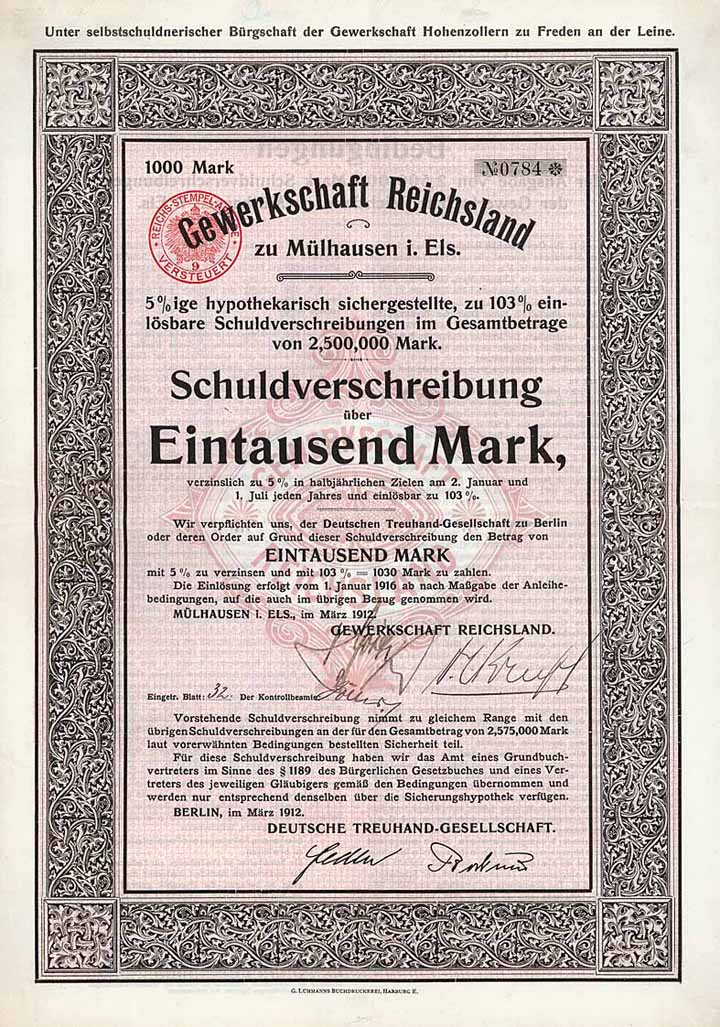 Unter selbstschuldnerischer Bürgschaft der Gewerkschaft Hohenzollern zu Freden an der Leine.
1000 Mark
№ 0784 ※
REICHS-STEMPEL-ABGABE
9
VERSTEUERT
Gewerkschaft Reichsland
zu Mülhausen i. Els.
5%ige hypothekarisch sichergestellte, zu 103% ein-
lösbare Schuldverschreibungen im Gesamtbetrage
von 2,500,000 Mark.
Schuldverschreibung
über
Eintausend Mark,
verzinslich zu 5% in halbjährlichen Zielen am 2. Januar und
1. Juli jeden Jahres und einlösbar zu 103%.
Wir verpflichten uns, der Deutschen Treuhand-Gesellschaft zu Berlin
oder deren Order auf Grund dieser Schuldverschreibung den Betrag von
EINTAUSEND MARK
mit 5% zu verzinsen und mit 103% = 1030 Mark zu zahlen.
Die Einlösung erfolgt vom 1. Januar 1916 ab nach Maßgabe der Anleihe-
bedingungen, auf die auch im übrigen Bezug genommen wird.
MÜLHAUSEN i. ELS., im März 1912.
GEWERKSCHAFT REICHSLAND.
Eingetr. Blatt: 32. Der Kontrollbeamte
Vorstehende Schuldverschreibung nimmt zu gleichem Range mit den
übrigen Schuldverschreibungen an der für den Gesamtbetrag von 2,575,000 Mark
laut vorerwähnten Bedingungen bestellten Sicherheit teil.
Für diese Schuldverschreibung haben wir das Amt eines Grundbuch-
vertreters im Sinne des § 1189 des Bürgerlichen Gesetzbuches und eines Ver-
treters des jeweiligen Gläubigers gemäß den Bedingungen übernommen und
werden nur entsprechend denselben über die Sicherungshypothek verfügen.
BERLIN, im März 1912.
DEUTSCHE TREUHAND-GESELLSCHAFT.
G. LÜHMANNS BUCHDRUCKEREI, HARBURG E.